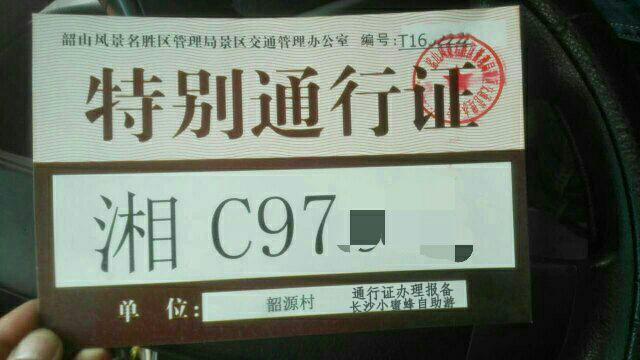 韶山风景名胜区管理局景区交通管理办公室 编号:T16
特别通行证
湘 C97
单 位: 韶源村
通行证办理报备
长沙小蜜蜂自助游